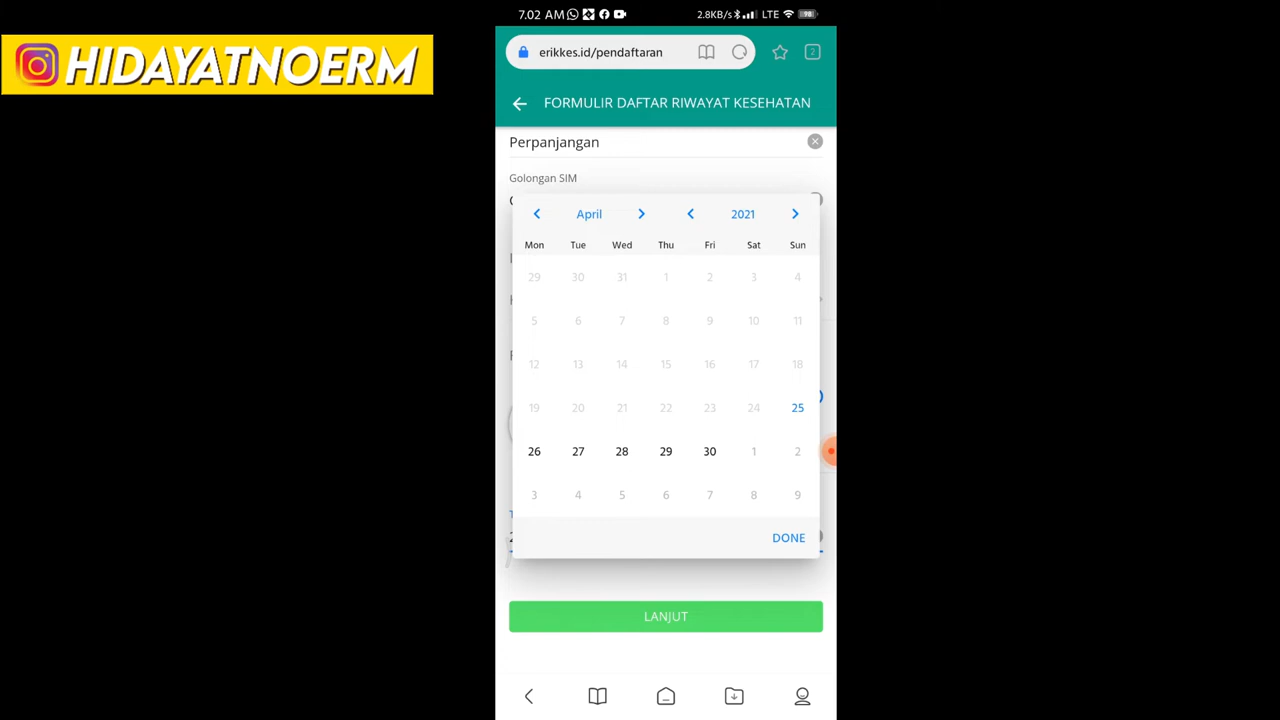 HIDAYATNOERM
7.02 AM
2.8KB/s LTE 98
erikkes.id/pendaftaran 2
FORMULIR DAFTAR RIWAYAT KESEHATAN
Perpanjangan
Golongan SIM
April 2021
Mon Tue Wed Thu Fri Sat Sun
29 30 31 1 2 3 4
5 6 7 8 9 10 11
12 13 14 15 16 17 18
19 20 21 22 23 24 25
26 27 28 29 30 1 2
3 4 5 6 7 8 9
DONE
LANJUT